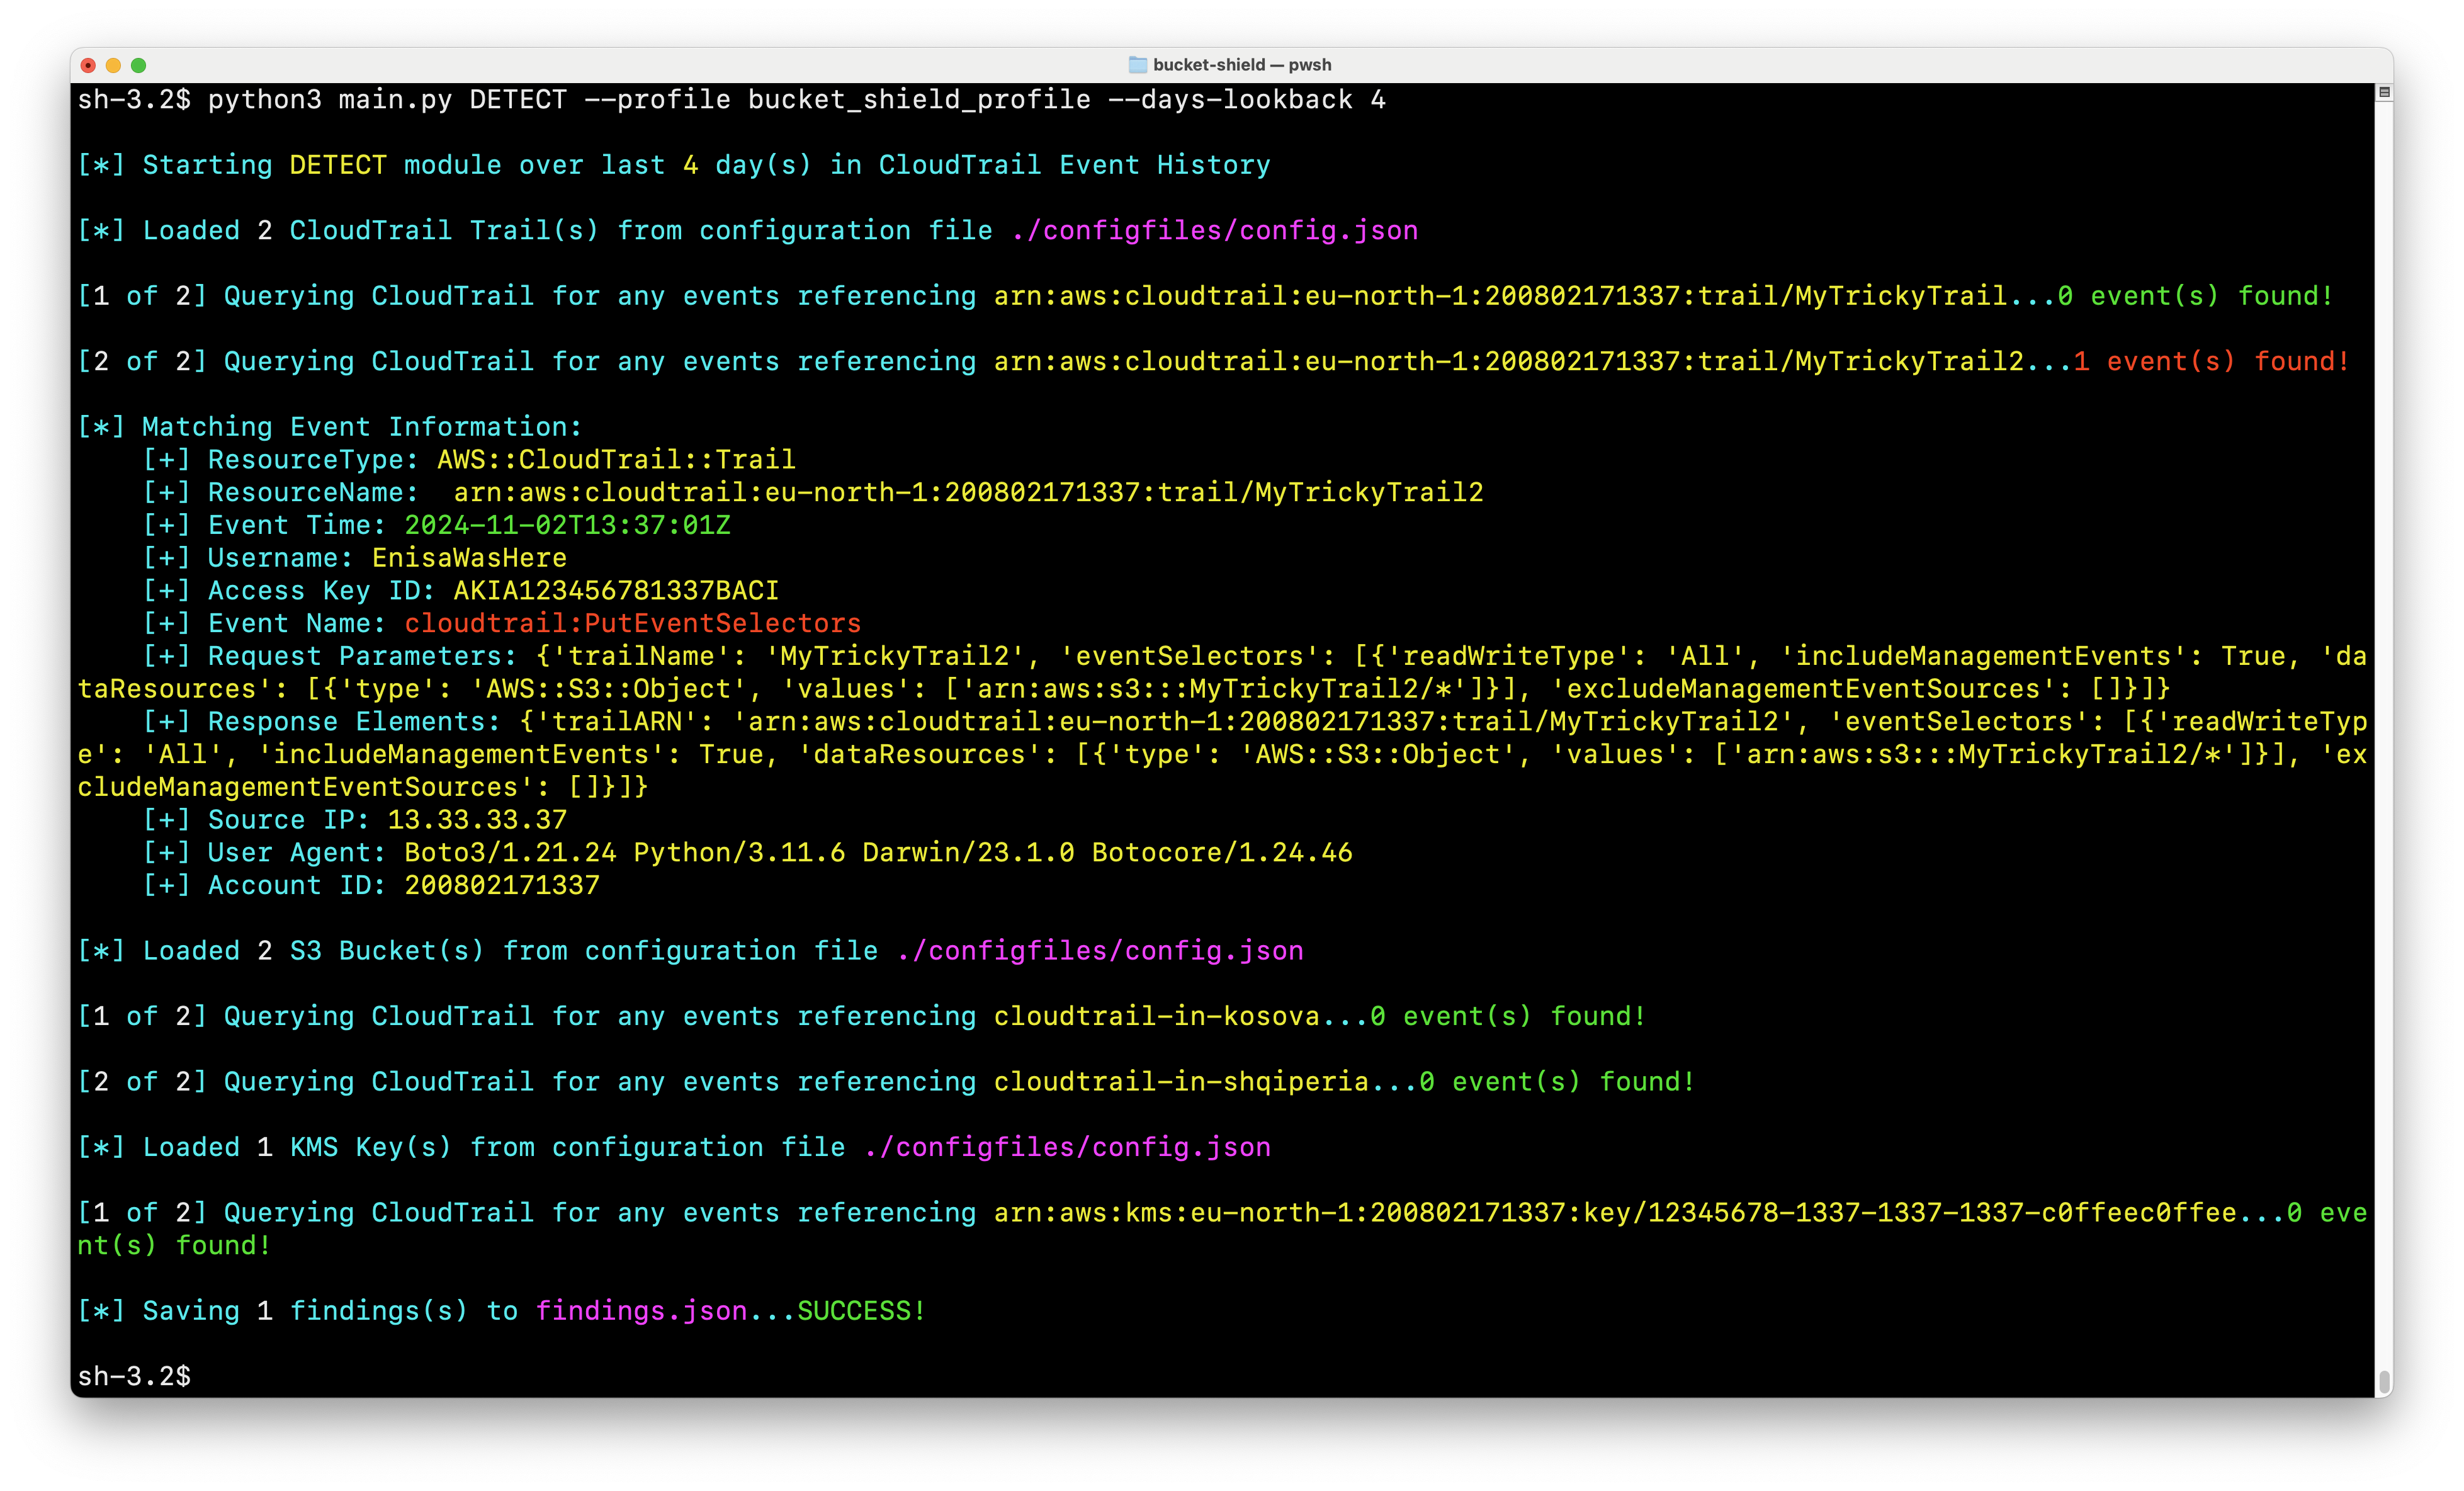 bucket-shield — pwsh
sh-3.2$ python3 main.py DETECT --profile bucket_shield_profile --days-lookback 4
[*] Starting DETECT module over last 4 day(s) in CloudTrail Event History
[*] Loaded 2 CloudTrail Trail(s) from configuration file ./configfiles/config.json
[1 of 2] Querying CloudTrail for any events referencing arn:aws:cloudtrail:eu-north-1:200802171337:trail/MyTrickyTrail...0 event(s) found!
[2 of 2] Querying CloudTrail for any events referencing arn:aws:cloudtrail:eu-north-1:200802171337:trail/MyTrickyTrail2...1 event(s) found!
[*] Matching Event Information:
    [+] ResourceType: AWS::CloudTrail::Trail
    [+] ResourceName:  arn:aws:cloudtrail:eu-north-1:200802171337:trail/MyTrickyTrail2
    [+] Event Time: 2024-11-02T13:37:01Z
    [+] Username: EnisaWasHere
    [+] Access Key ID: AKIA123456781337BACI
    [+] Event Name: cloudtrail:PutEventSelectors
    [+] Request Parameters: {'trailName': 'MyTrickyTrail2', 'eventSelectors': [{'readWriteType': 'All', 'includeManagementEvents': True, 'da
taResources': [{'type': 'AWS::S3::Object', 'values': ['arn:aws:s3:::MyTrickyTrail2/*']}], 'excludeManagementEventSources': []}]}
    [+] Response Elements: {'trailARN': 'arn:aws:cloudtrail:eu-north-1:200802171337:trail/MyTrickyTrail2', 'eventSelectors': [{'readWriteTyp
e': 'All', 'includeManagementEvents': True, 'dataResources': [{'type': 'AWS::S3::Object', 'values': ['arn:aws:s3:::MyTrickyTrail2/*']}], 'ex
cludeManagementEventSources': []}]}
    [+] Source IP: 13.33.33.37
    [+] User Agent: Boto3/1.21.24 Python/3.11.6 Darwin/23.1.0 Botocore/1.24.46
    [+] Account ID: 200802171337
[*] Loaded 2 S3 Bucket(s) from configuration file ./configfiles/config.json
[1 of 2] Querying CloudTrail for any events referencing cloudtrail-in-kosova...0 event(s) found!
[2 of 2] Querying CloudTrail for any events referencing cloudtrail-in-shqiperia...0 event(s) found!
[*] Loaded 1 KMS Key(s) from configuration file ./configfiles/config.json
[1 of 2] Querying CloudTrail for any events referencing arn:aws:kms:eu-north-1:200802171337:key/12345678-1337-1337-1337-c0ffeec0ffee...0 eve
nt(s) found!
[*] Saving 1 findings(s) to findings.json...SUCCESS!
sh-3.2$